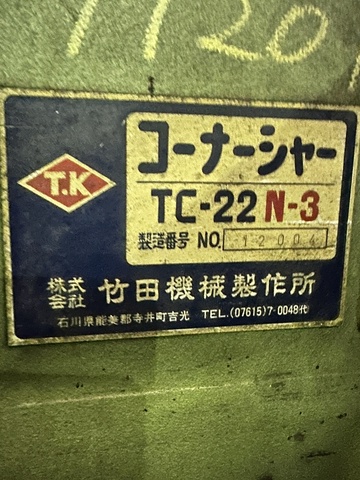 1120
T.K
コーナーシャー
TC-22 N-3
製造番号 NO. 12004
株式会社 竹田機械製作所
石川県能美郡寺井町吉光 TEL.(07615)7-0048代